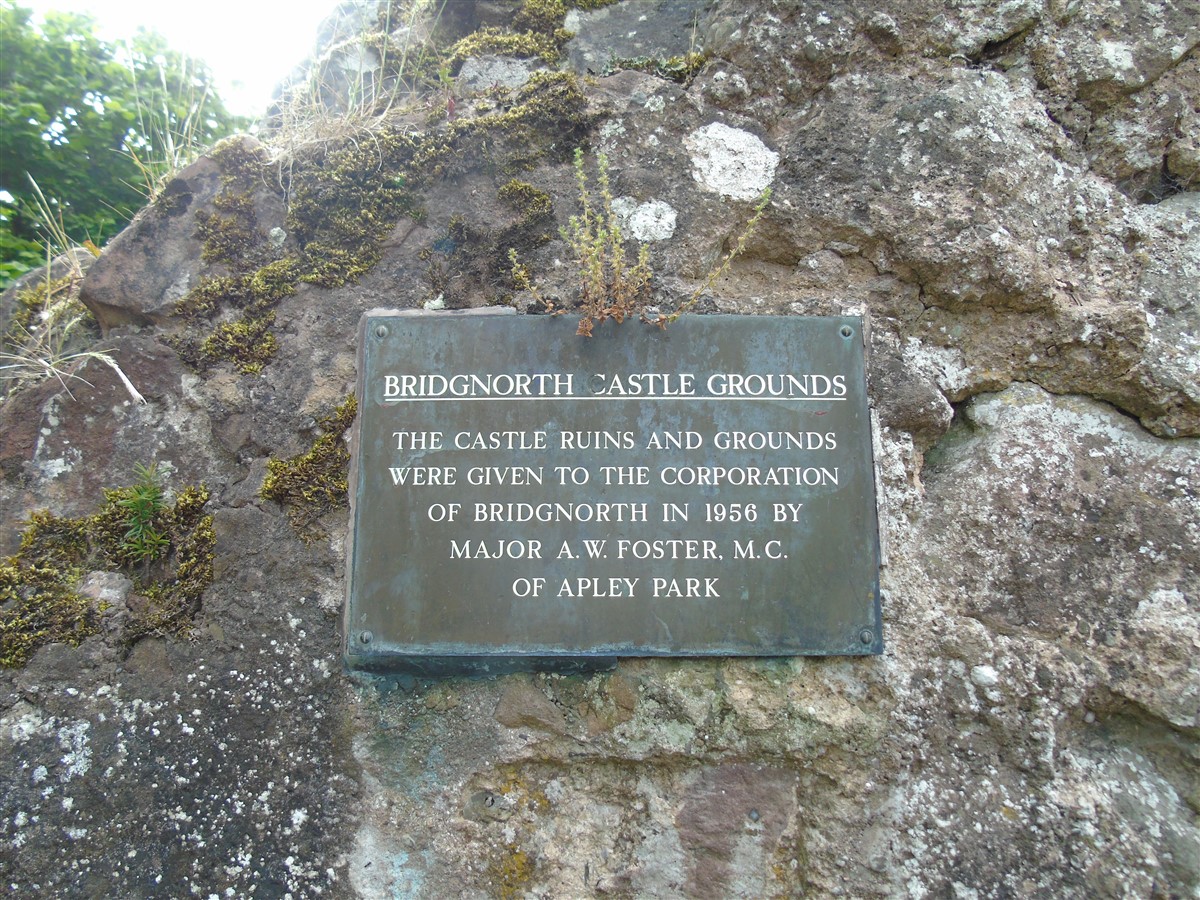 BRIDGNORTH CASTLE GROUNDS
THE CASTLE RUINS AND GROUNDS
WERE GIVEN TO THE CORPORATION
OF BRIDGNORTH IN 1956 BY
MAJOR A.W. FOSTER, M.C.
OF APLEY PARK